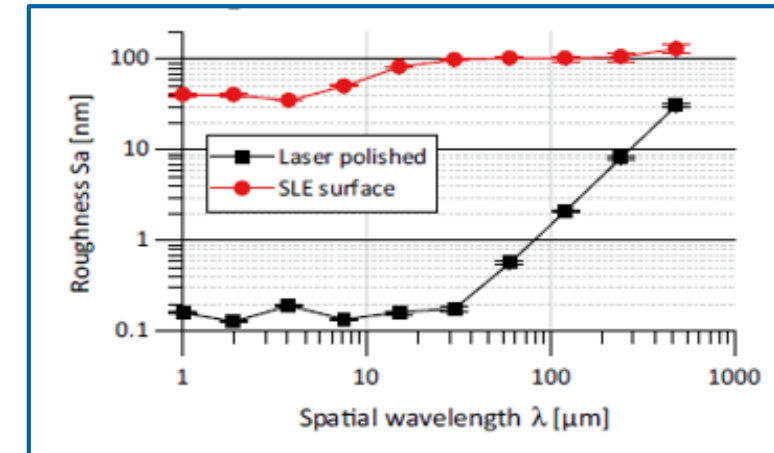 100
10
1
0.1
Roughness Sa [nm]
Laser polished
SLE surface
1 10 100 1000
Spatial wavelength λ [µm]